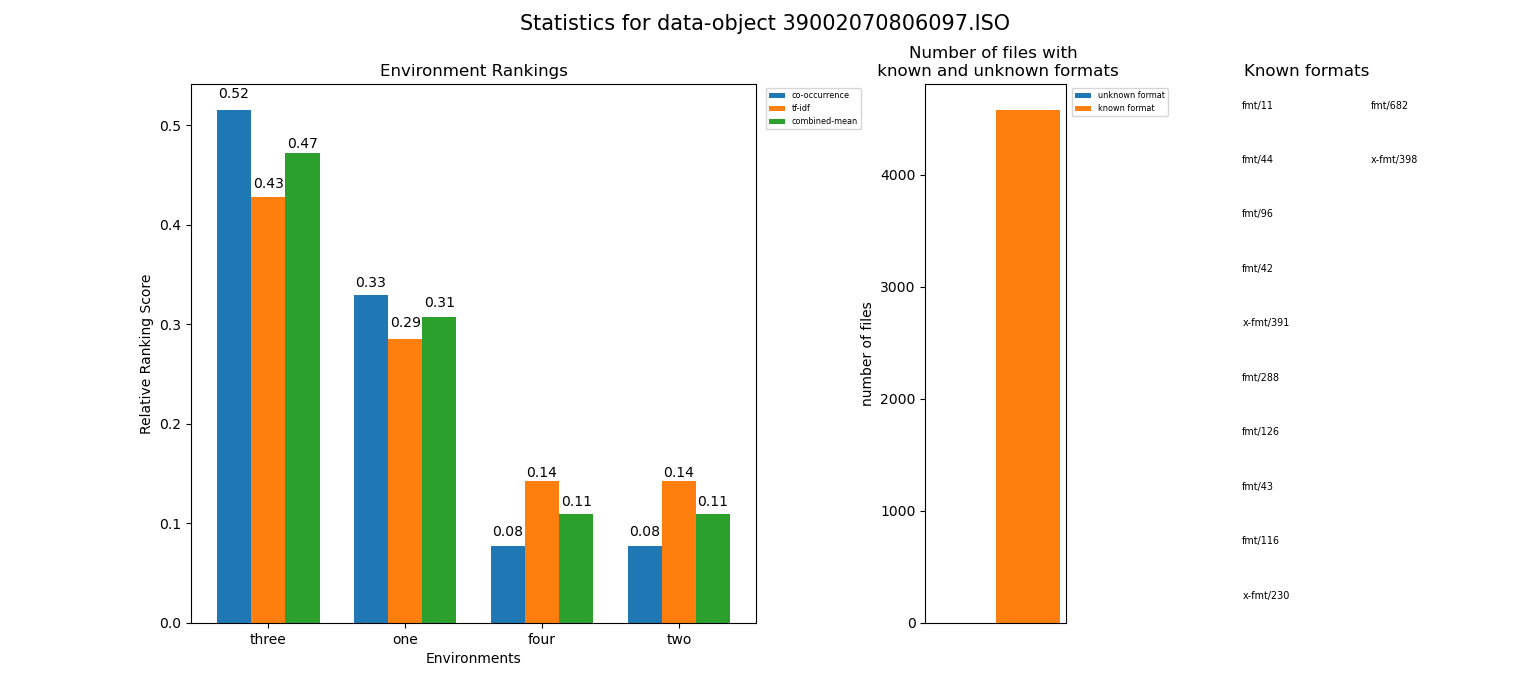 Statistics for data-object 39002070806097.ISO
Environment Rankings
0.52
0.43
0.47
0.33
0.29
0.31
0.08
0.14
0.11
0.08
0.14
0.11
0.5
0.4
0.3
0.2
0.1
0.0
Relative Ranking Score
three
one
four
two
Environments
co-occurrence
tf-idf
combined-mean
Number of files with
known and unknown formats
4000
3000
2000
1000
0
number of files
unknown format
known format
Known formats
fmt/11
fmt/682
fmt/44
x-fmt/398
fmt/96
fmt/42
x-fmt/391
fmt/288
fmt/126
fmt/43
fmt/116
x-fmt/230